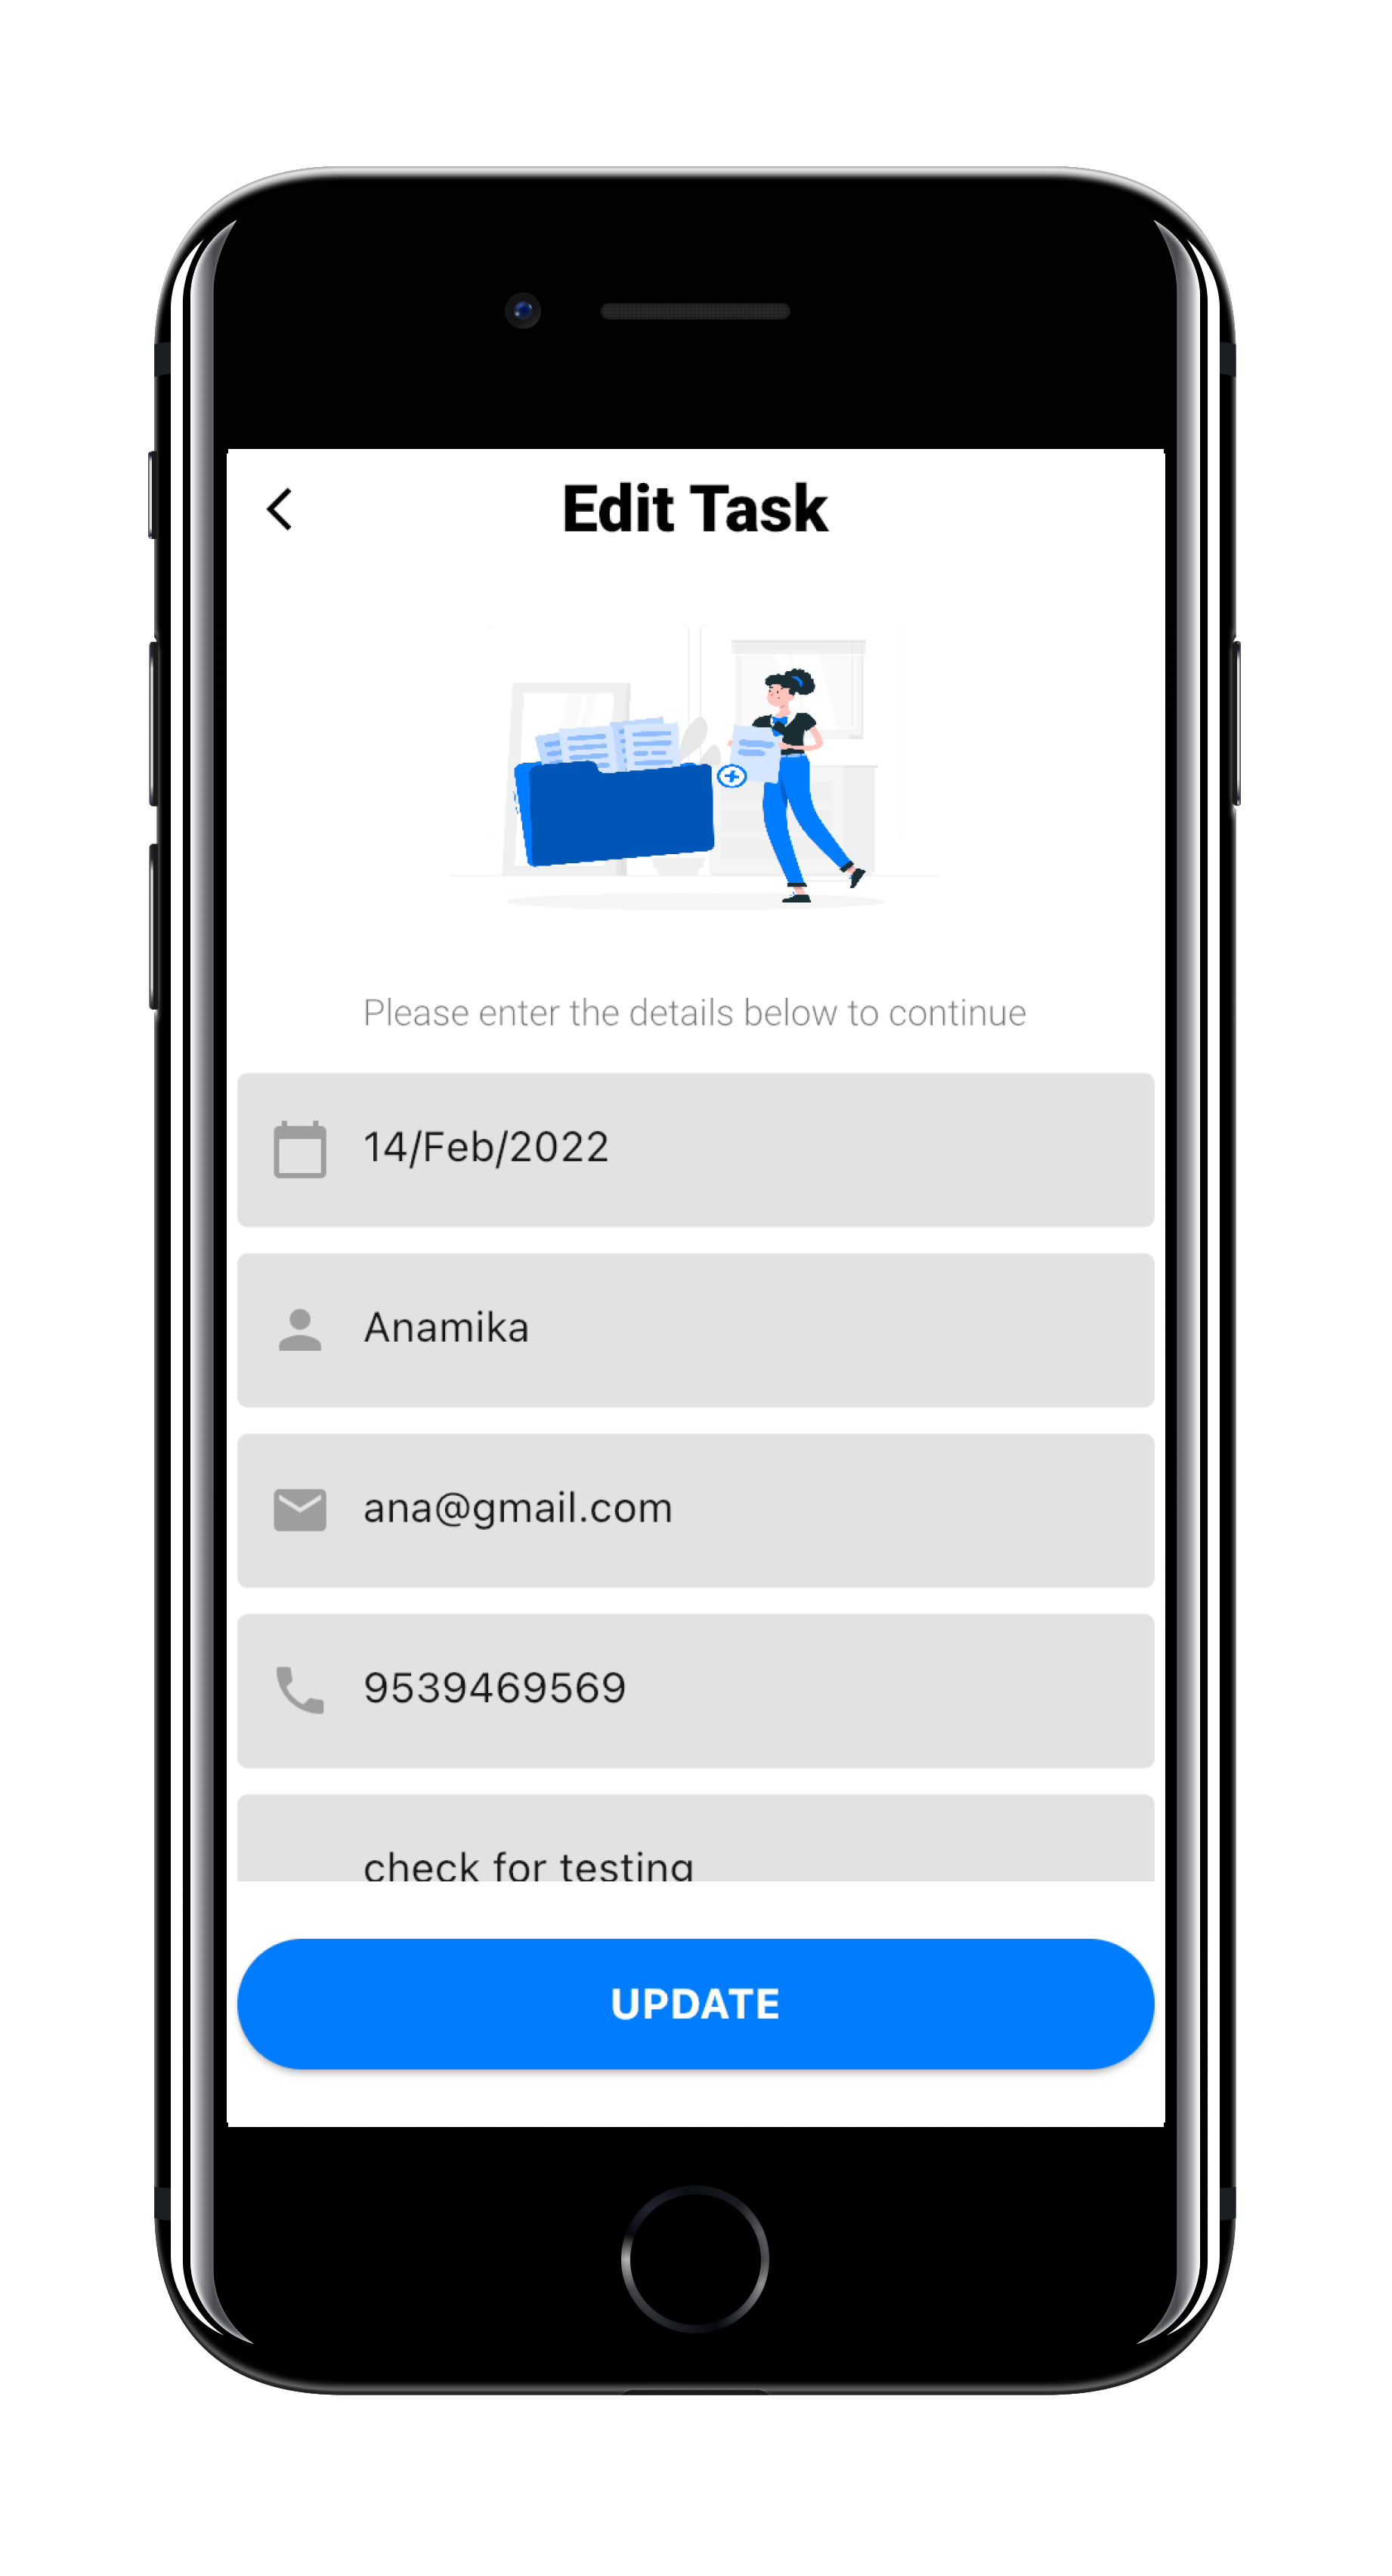 Edit Task
Please enter the details below to continue
14/Feb/2022
Anamika
ana@gmail.com
9539469569
check for testing
UPDATE